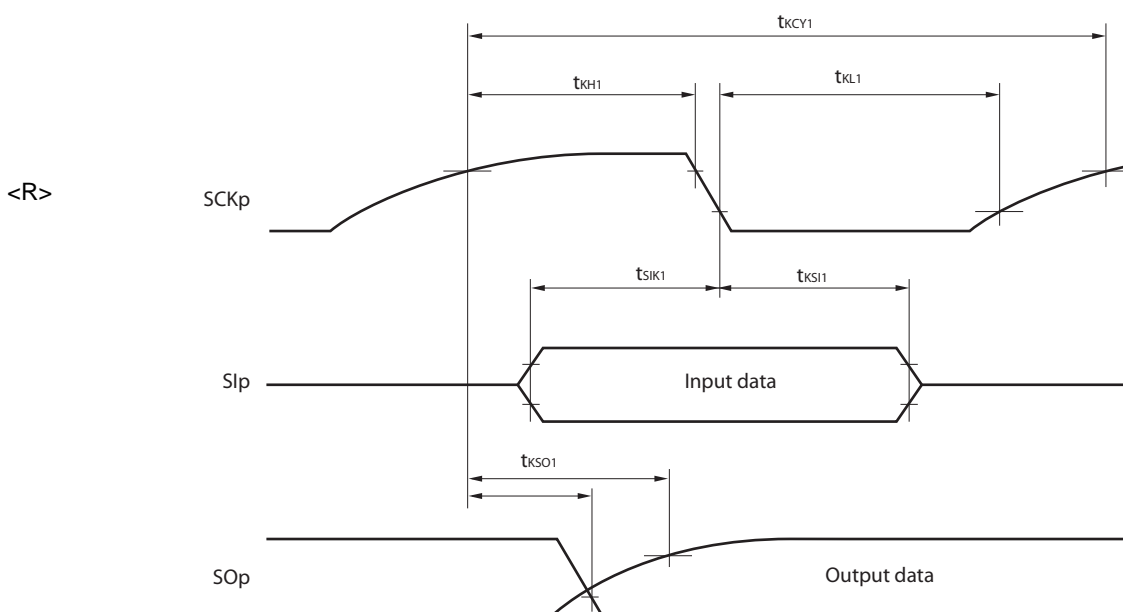 tKCY1
tKH1
tKL1
<R>
SCKp
tSIK1
tKSI1
SIp
Input data
tKSO1
SOp
Output data